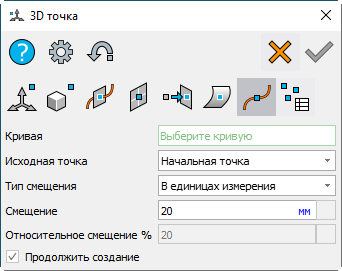 3D точка
Кривая Выберите кривую
Исходная точка Начальная точка
Тип смещения В единицах измерения
Смещение 20 мм
Относительное смещение % 20
Продолжить создание